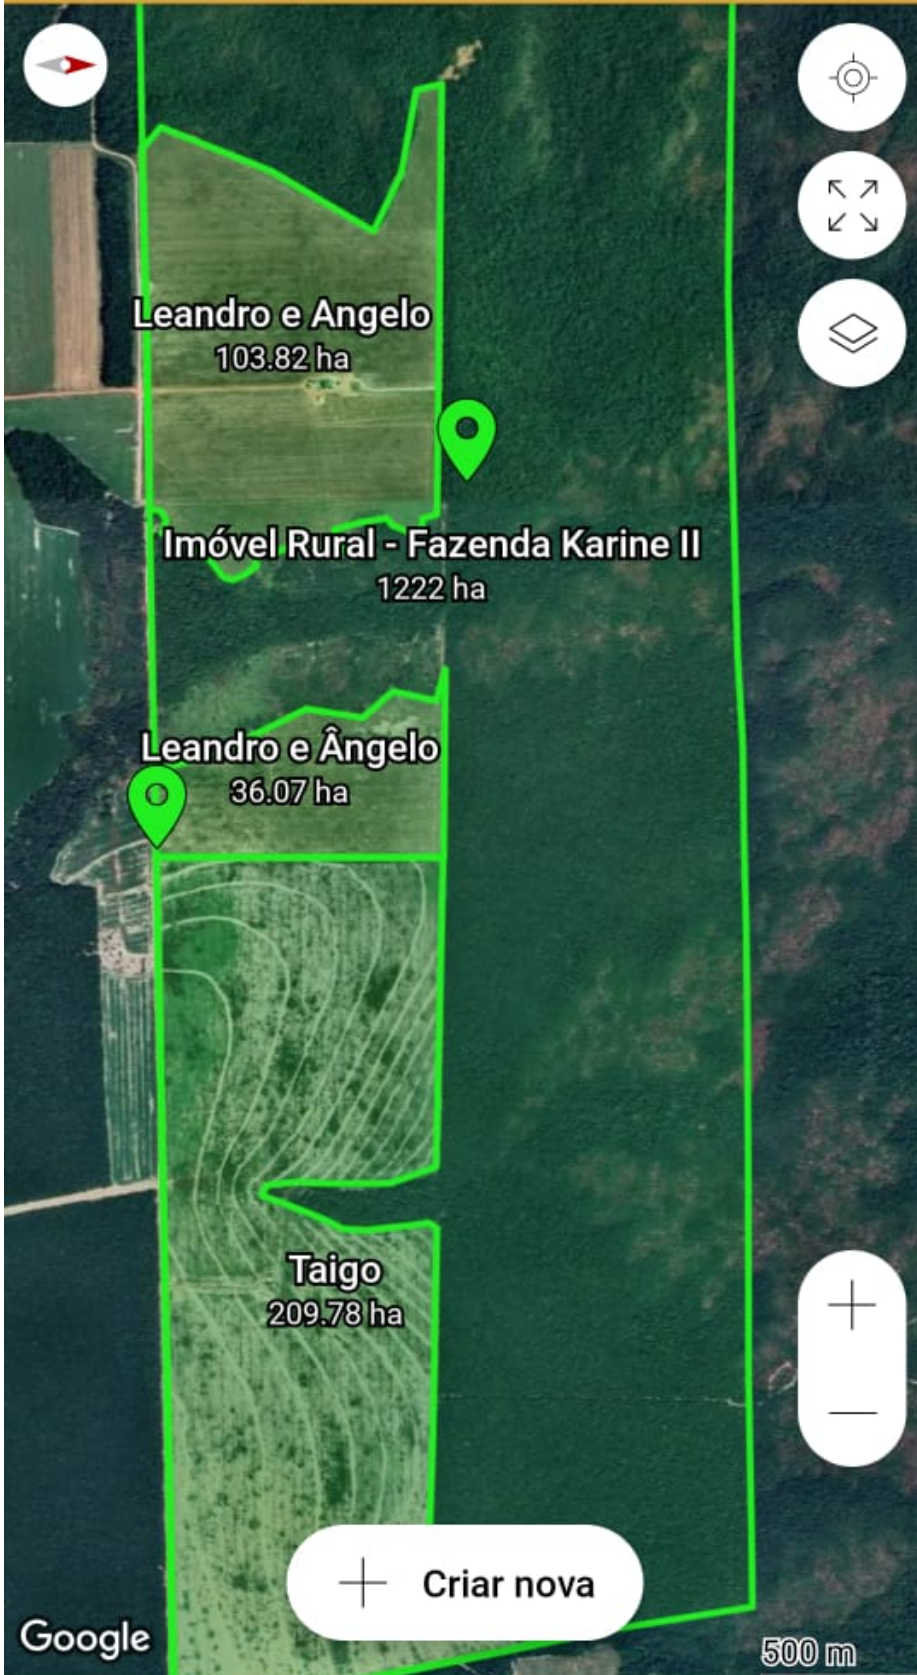 Leandro e Angelo
103.82 ha
Imóvel Rural - Fazenda Karine II
1222 ha
Leandro e Ângelo
36.07 ha
Taigo
209.78 ha
Criar nova
Google
500 m